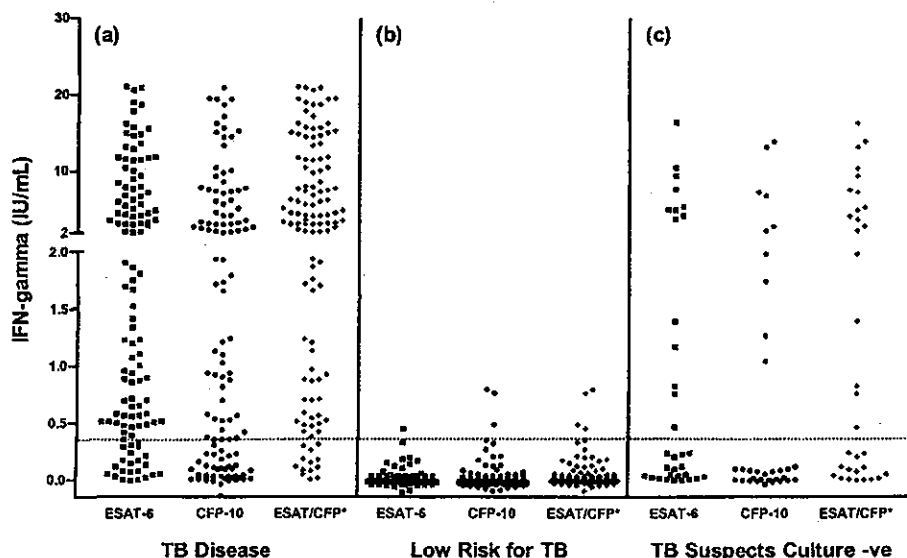 (a)
(b)
(c)
IFN-gamma (IU/mL)
30
20
10
2
2.0
1.5
1.0
0.5
0.0
ESAT-6
CFP-10
ESAT/CFP*
ESAT-6
CFP-10
ESAT/CFP*
ESAT-6
CFP-10
ESAT/CFP*
TB Disease
Low Risk for TB
TB Suspects Culture -ve